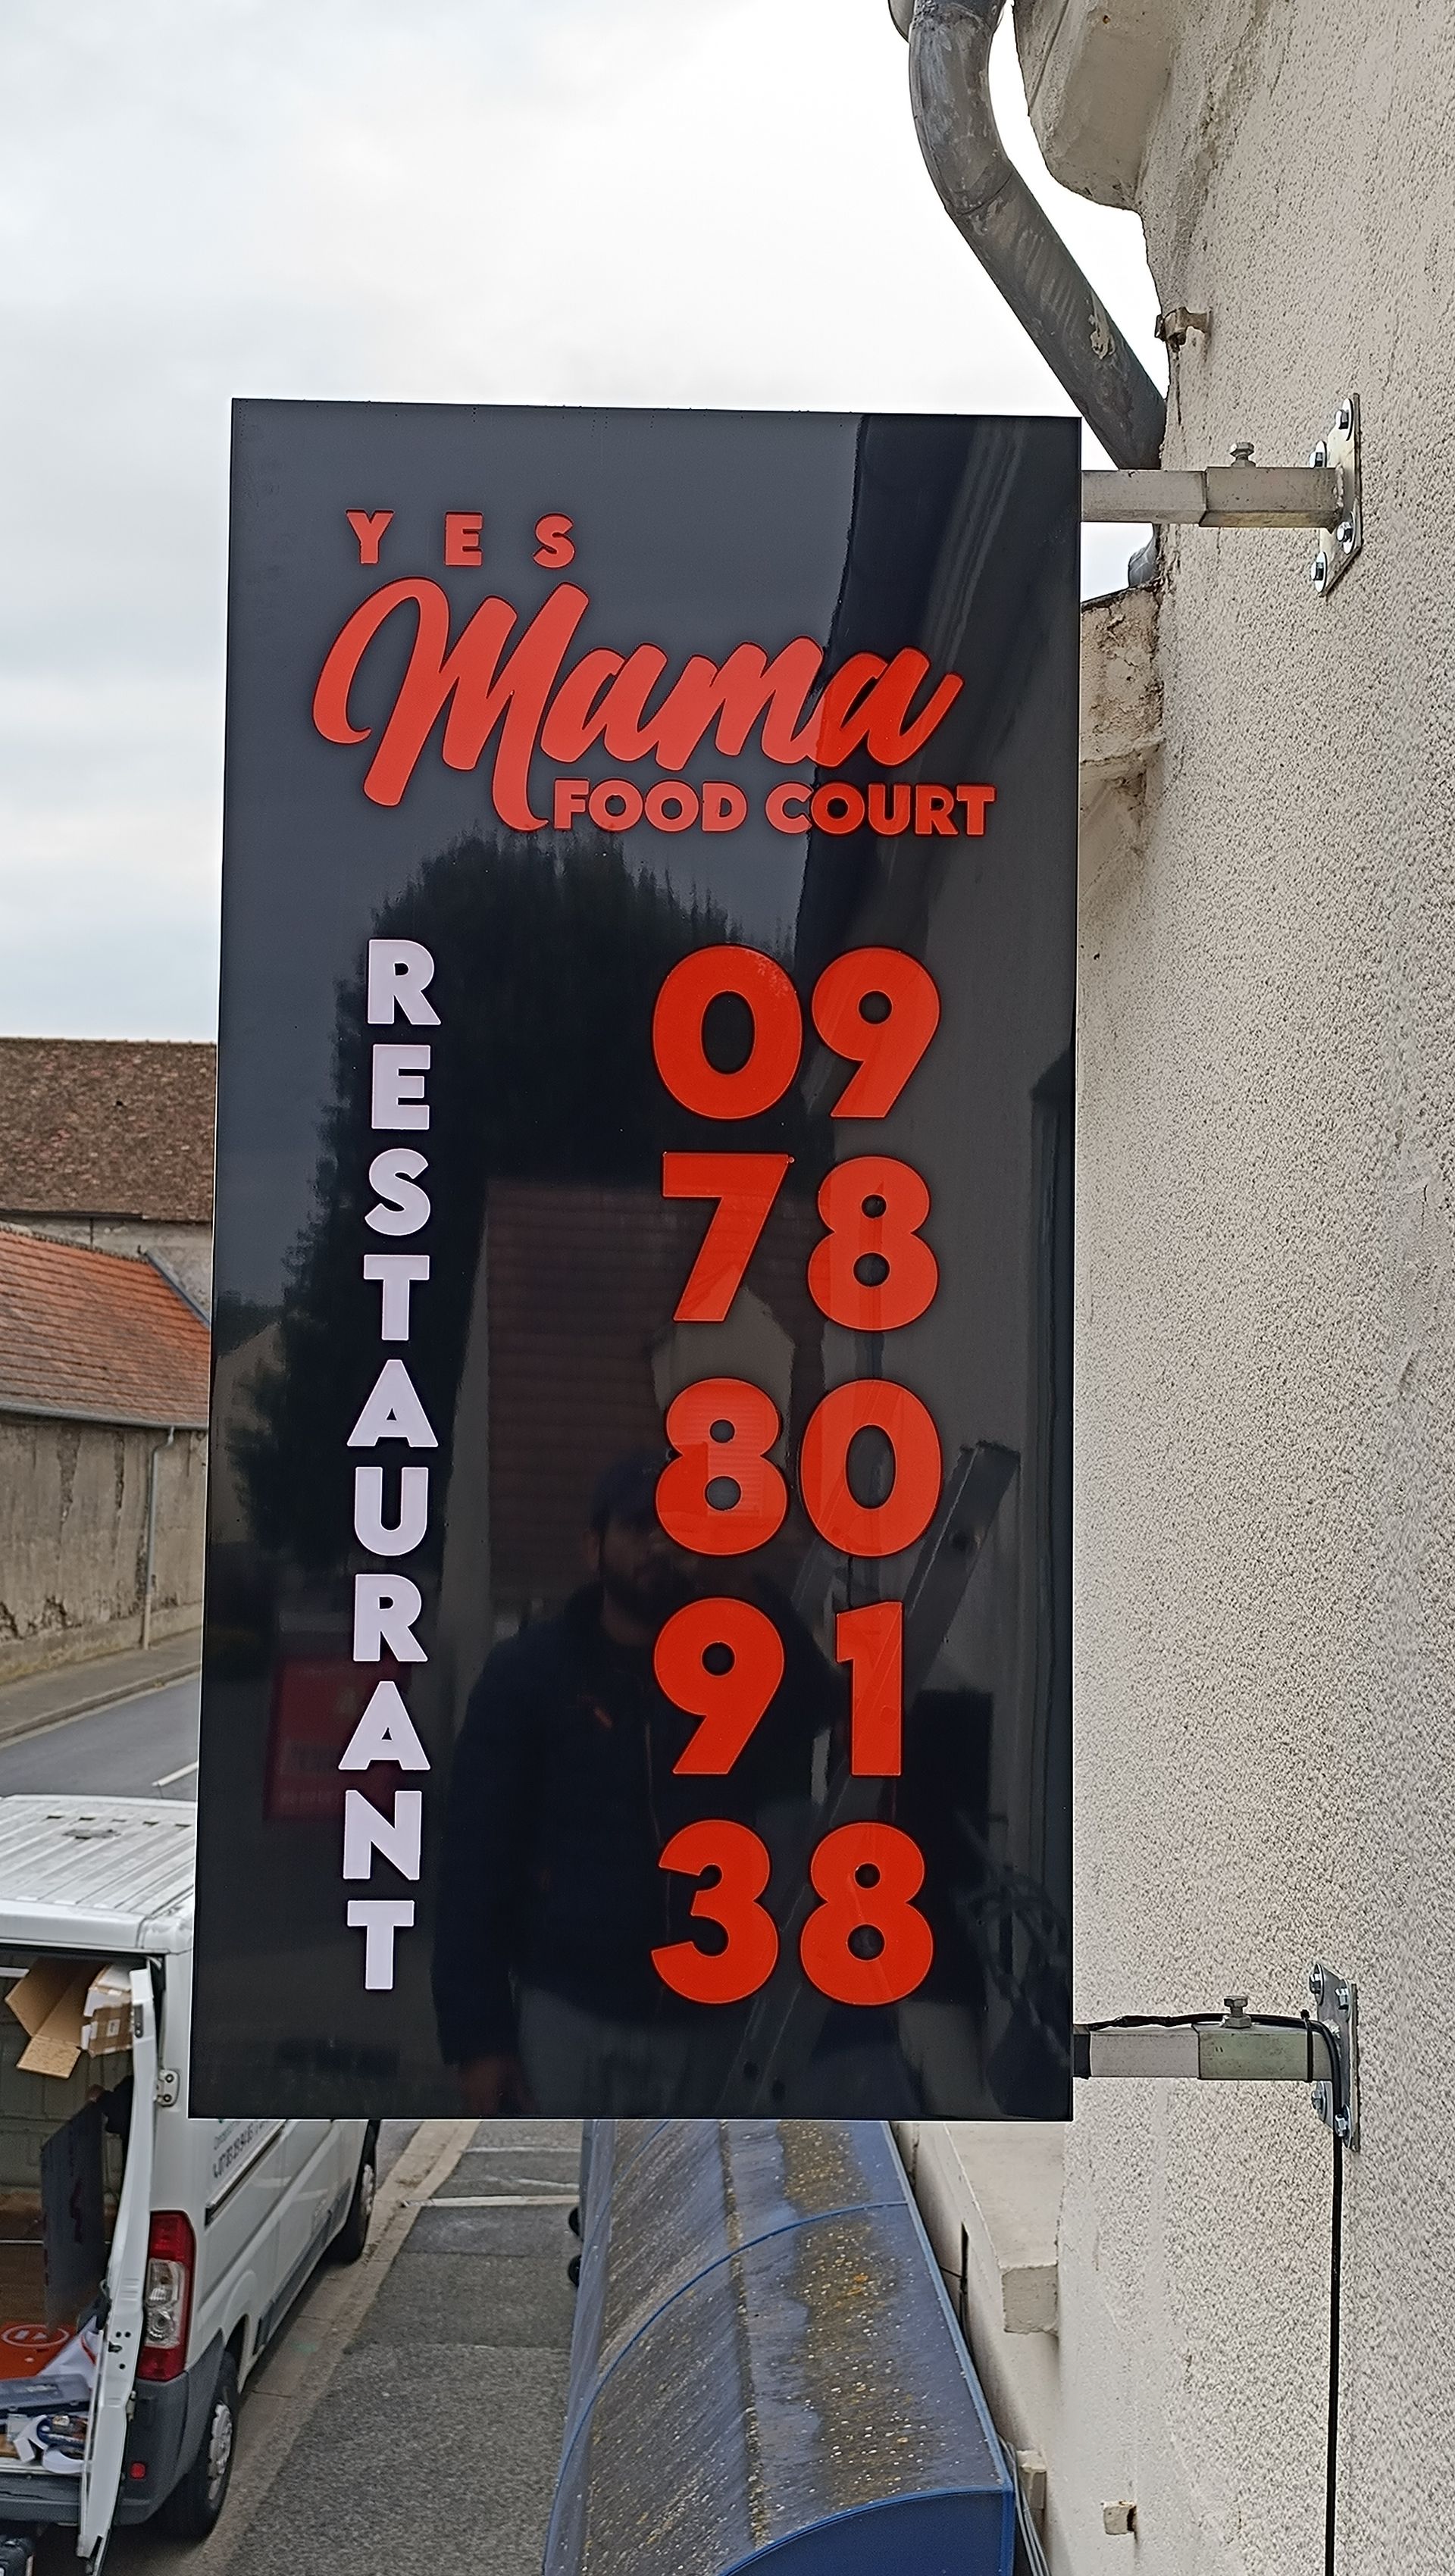 YES
Mama
FOOD COURT
RESTAURANT
09
78
80
91
38